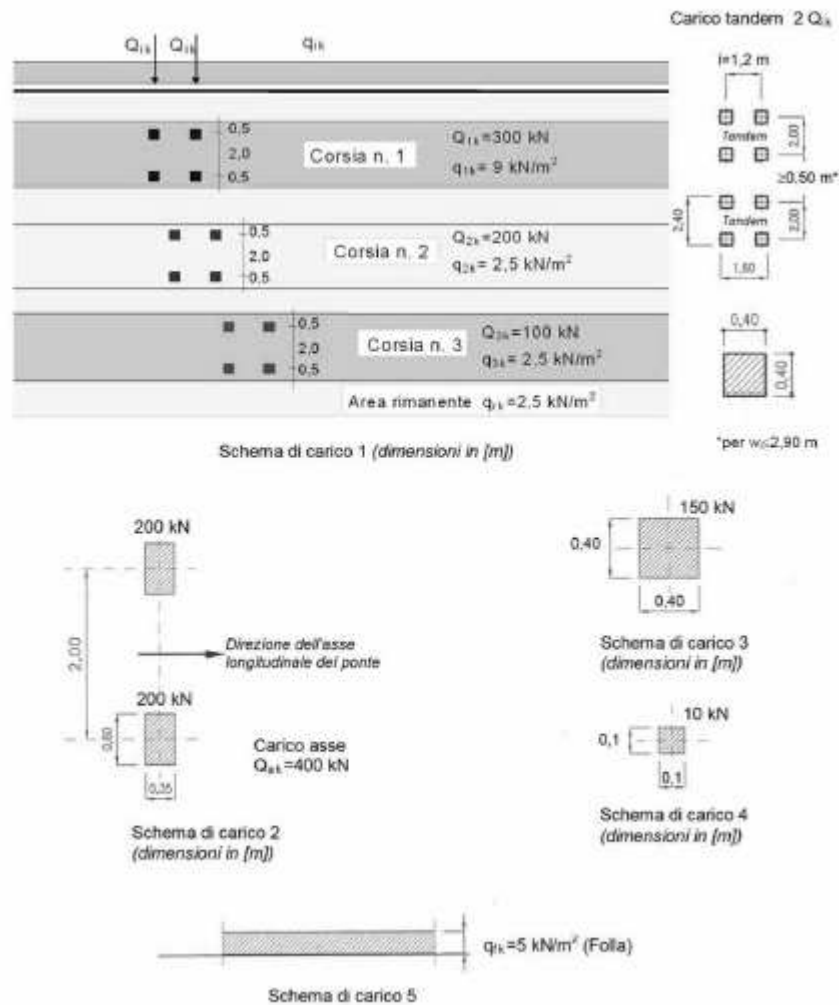 Carico tandem 2 Qik
Qik Qik qik
l=1,2 m
Tandem
2,00
≥0.50 m*
Tandem
2,40
2,00
1,60
0,5
2,0
0,5
Corsia n. 1
Q1k=300 kN
q1k= 9 kN/m²
0,5
2,0
0,5
Corsia n. 2
Q2k=200 kN
q2k= 2,5 kN/m²
0,5
2,0
0,5
Corsia n. 3
Q3k=100 kN
q3k= 2,5 kN/m²
Area rimanente qrk=2,5 kN/m²
0,40
0,40
*per wl≤2,90 m
Schema di carico 1 (dimensioni in [m])
200 kN
2,00
Direzione dell'asse
longitudinale del ponte
200 kN
0,60
0,35
Carico asse
Qak=400 kN
Schema di carico 2
(dimensioni in [m])
150 kN
0,40
0,40
Schema di carico 3
(dimensioni in [m])
10 kN
0,1
0,1
Schema di carico 4
(dimensioni in [m])
qfk=5 kN/m² (Folla)
Schema di carico 5